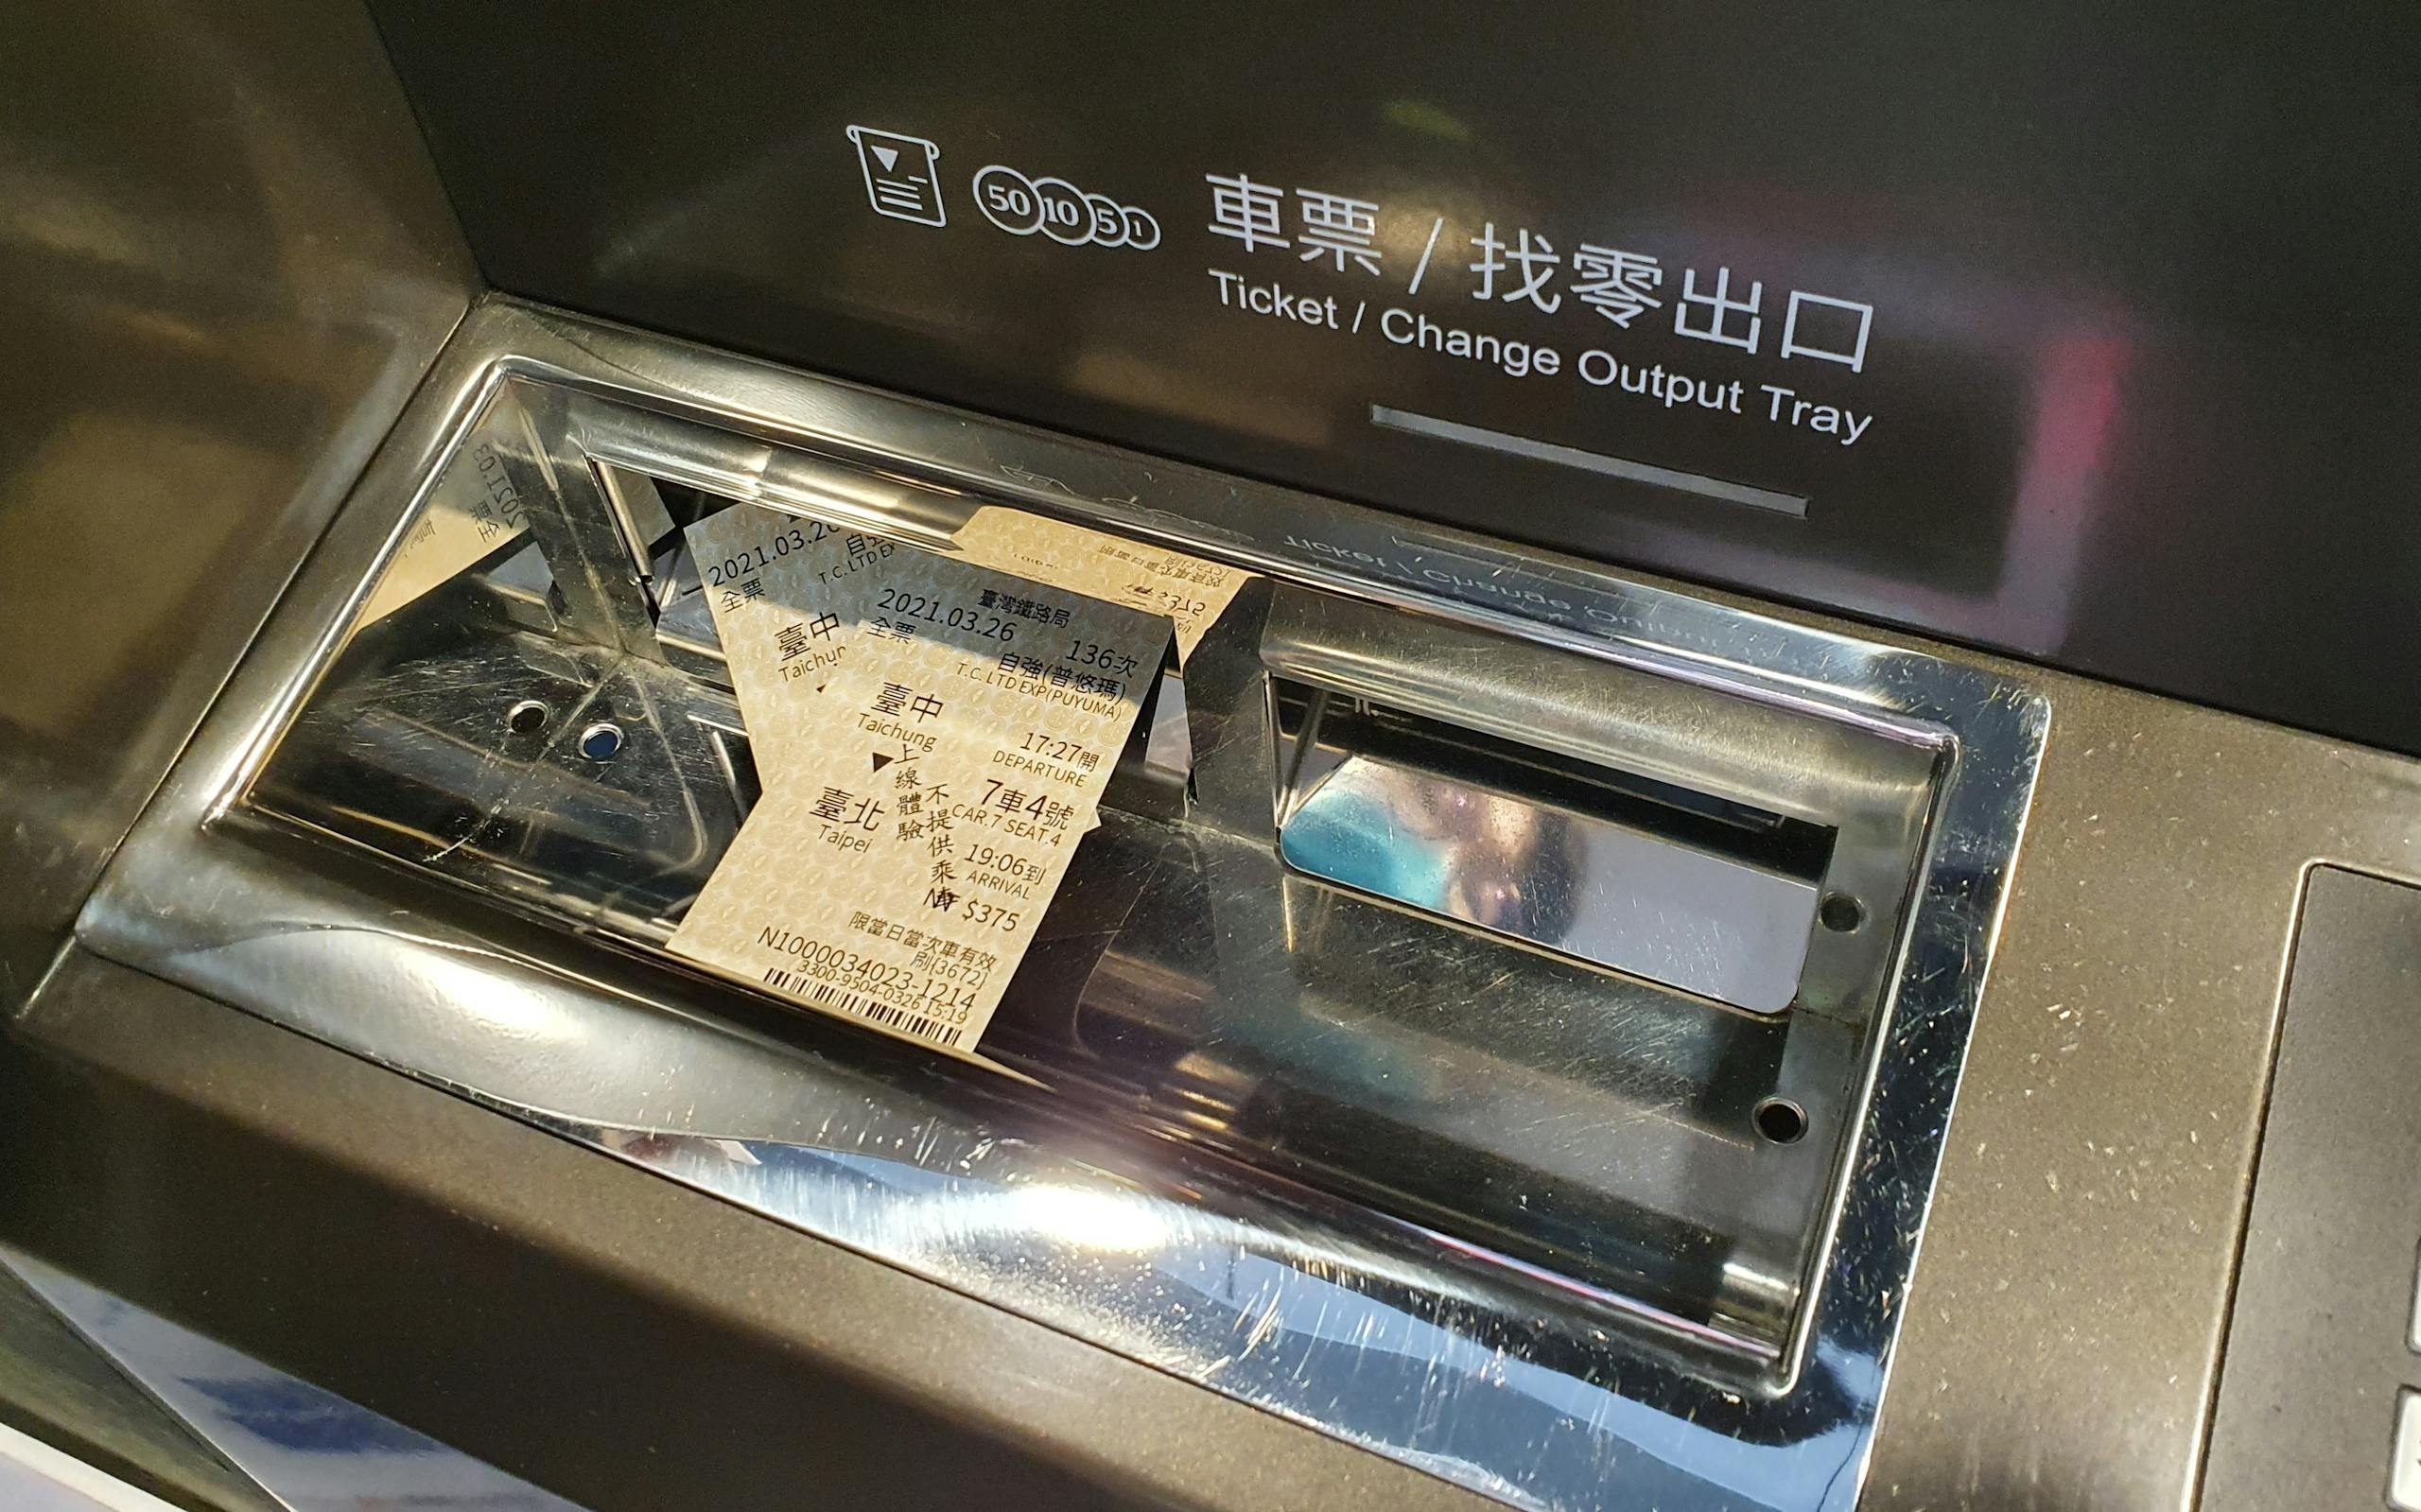 50 10 5 1
車票 / 找零出口
Ticket / Change Output Tray
2021.03.26
全票
臺中
臺灣鐵路局
2021.03.26
全票
136次
自強(普悠瑪)
T.C.LTD EXP(PUYUMA)
臺中
Taichung
17:27開
DEPARTURE
7車4號
CAR.7 SEAT.4
臺北
Taipei
19:06到
ARRIVAL
上線體驗
不提供乘車
$375
限當日當次車有效
刷(3672)
N1000034023-1214
3300-9504-0326 15:19